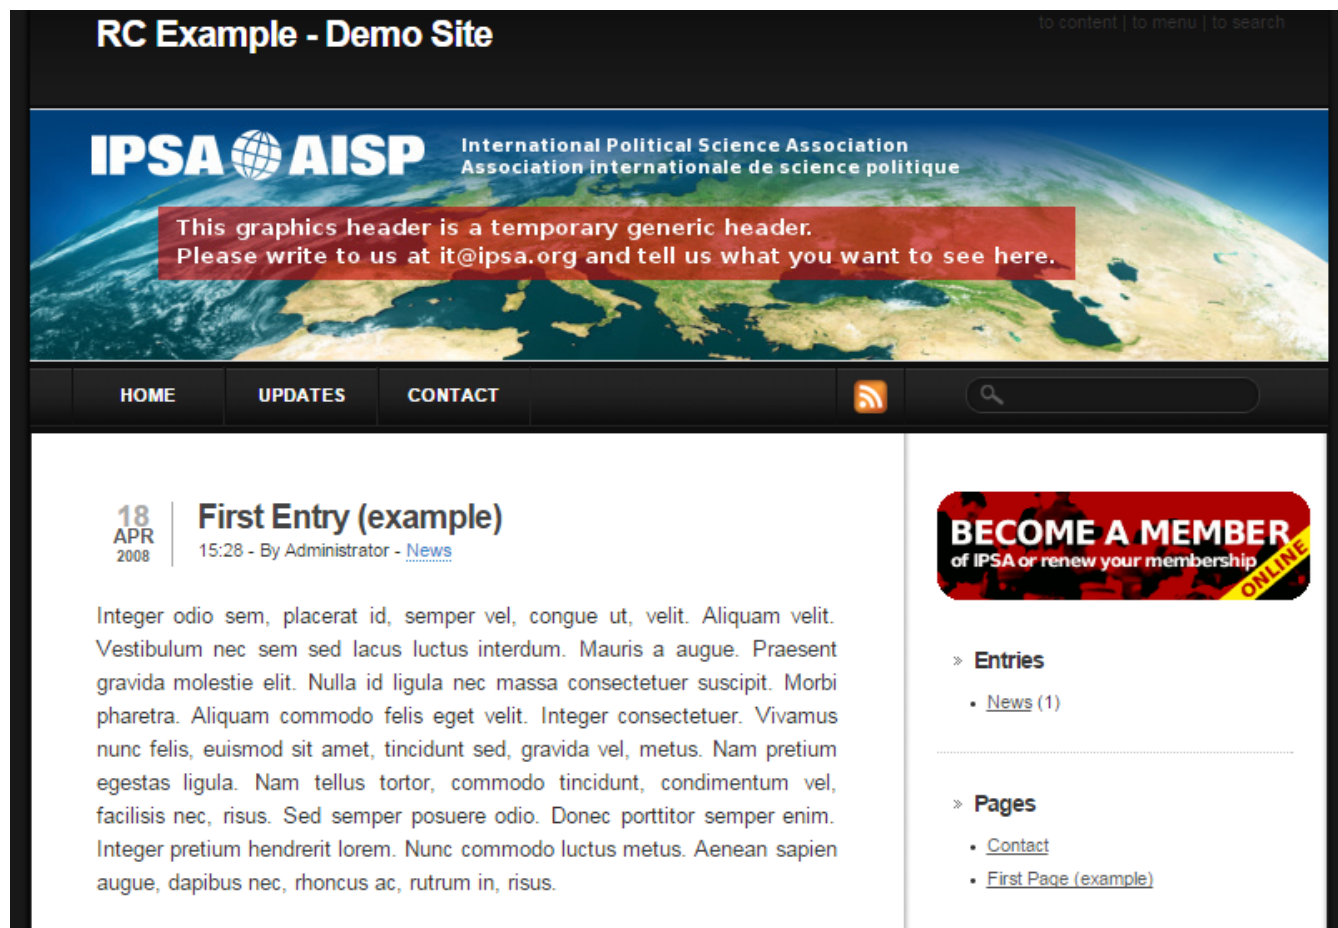 RC Example - Demo Site
to content | to menu | to search
IPSA AISP
International Political Science Association
Association internationale de science politique
This graphics header is a temporary generic header.
Please write to us at it@ipsa.org and tell us what you want to see here.
HOME UPDATES CONTACT
18
APR
2008
First Entry (example)
15:28 - By Administrator - News
Integer odio sem, placerat id, semper vel, congue ut, velit. Aliquam velit.
Vestibulum nec sem sed lacus luctus interdum. Mauris a augue. Praesent
gravida molestie elit. Nulla id ligula nec massa consectetuer suscipit. Morbi
pharetra. Aliquam commodo felis eget velit. Integer consectetuer. Vivamus
nunc felis, euismod sit amet, tincidunt sed, gravida vel, metus. Nam pretium
egestas ligula. Nam tellus tortor, commodo tincidunt, condimentum vel,
facilisis nec, risus. Sed semper posuere odio. Donec porttitor semper enim.
Integer pretium hendrerit lorem. Nunc commodo luctus metus. Aenean sapien
augue, dapibus nec, rhoncus ac, rutrum in, risus.
BECOME A MEMBER
of IPSA or renew your membership
ONLINE
» Entries
• News (1)
» Pages
• Contact
• First Page (example)